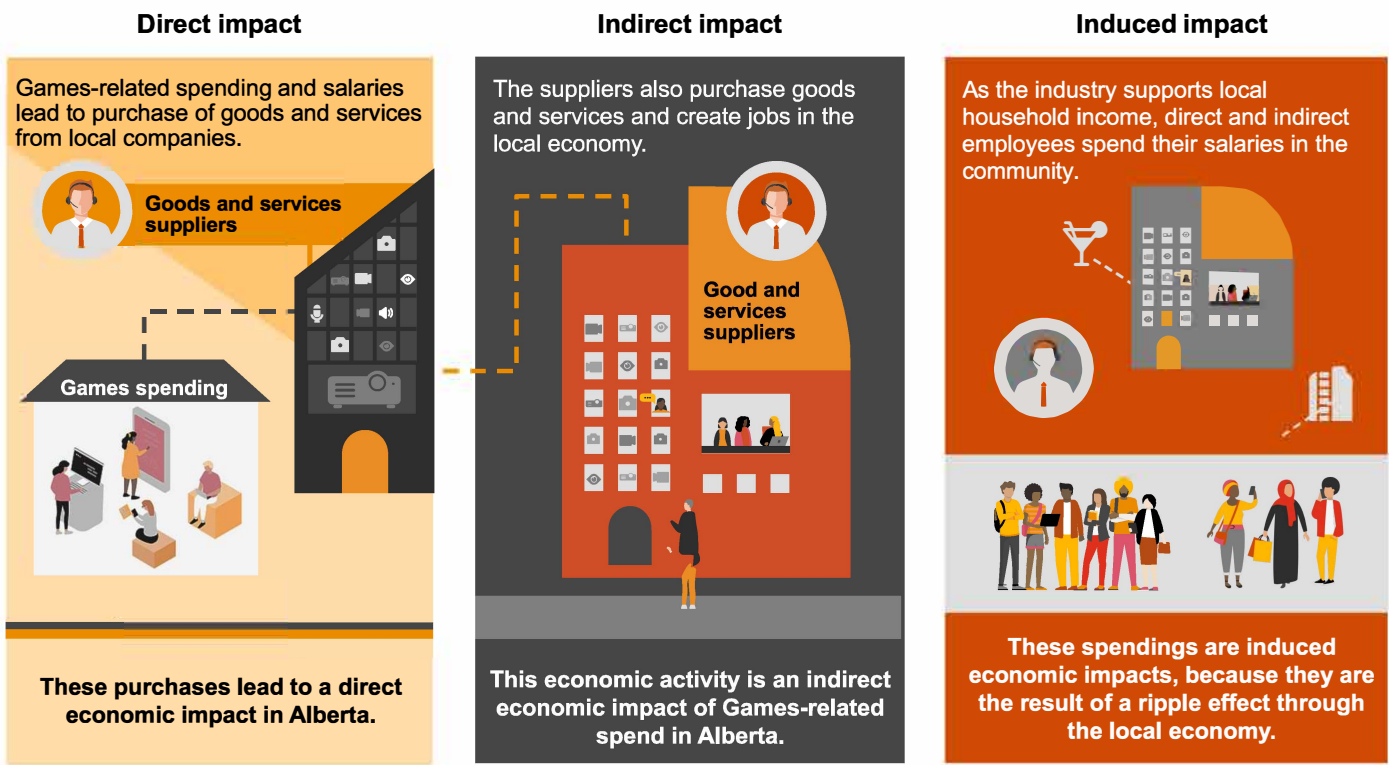 Direct impact
Games-related spending and salaries
lead to purchase of goods and services
from local companies.
Goods and services
suppliers
Games spending
These purchases lead to a direct
economic impact in Alberta.
Indirect impact
The suppliers also purchase goods
and services and create jobs in the
local economy.
Good and
services
suppliers
This economic activity is an indirect
economic impact of Games-related
spend in Alberta.
Induced impact
As the industry supports local
household income, direct and indirect
employees spend their salaries in the
community.
These spendings are induced
economic impacts, because they are
the result of a ripple effect through
the local economy.